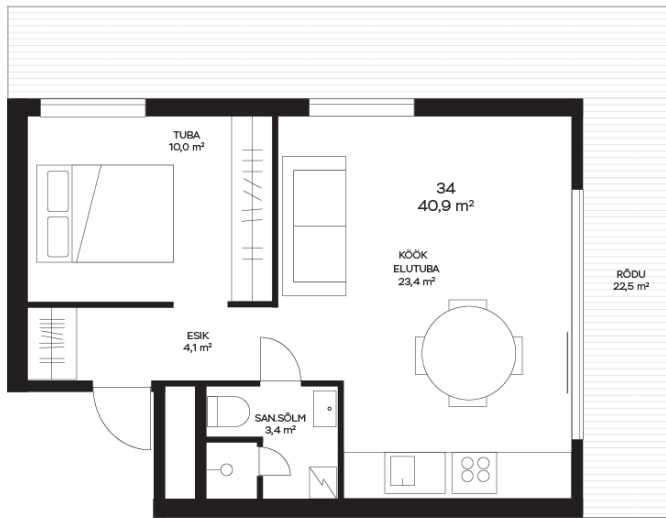 TUBA
10,0 m²
34
40,9 m²
KÖÖK
ELUTUBA
23,4 m²
RÕDU
22,5 m²
ESIK
4,1 m²
SAN.SÕLM
3,4 m²